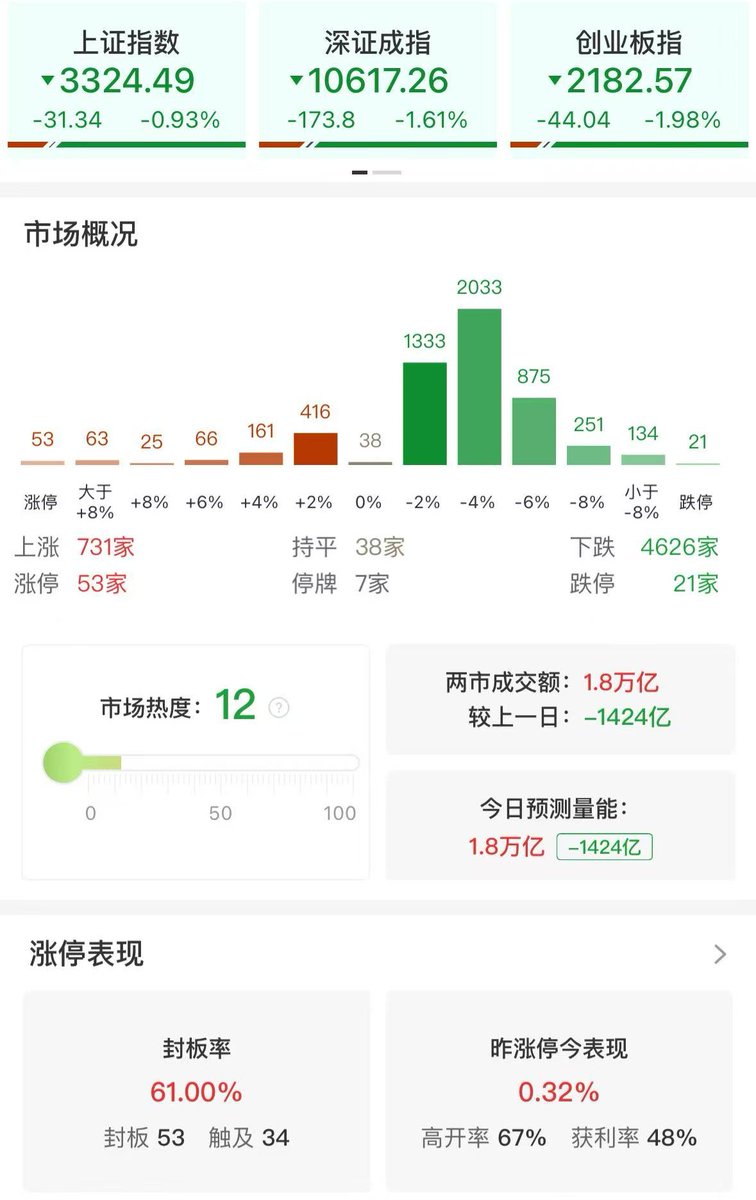 上证指数 深证成指 创业板指
▼3324.49 ▼10617.26 ▼2182.57
-31.34 -0.93% -173.8 -1.61% -44.04 -1.98%
市场概况
2033
1333
875
416
251
161
134
53 63 25 66 38 21
涨停 大于+8% +8% +6% +4% +2% 0% -2% -4% -6% -8% 小于-8% 跌停
上涨 731家 持平 38家 下跌 4626家
涨停 53家 停牌 7家 跌停 21家
市场热度：12 ?
0 50 100
两市成交额：1.8万亿
较上一日：-1424亿
今日预测量能：
1.8万亿 -1424亿
涨停表现
封板率
61.00%
封板 53 触及 34
昨涨停今表现
0.32%
高开率 67% 获利率 48%